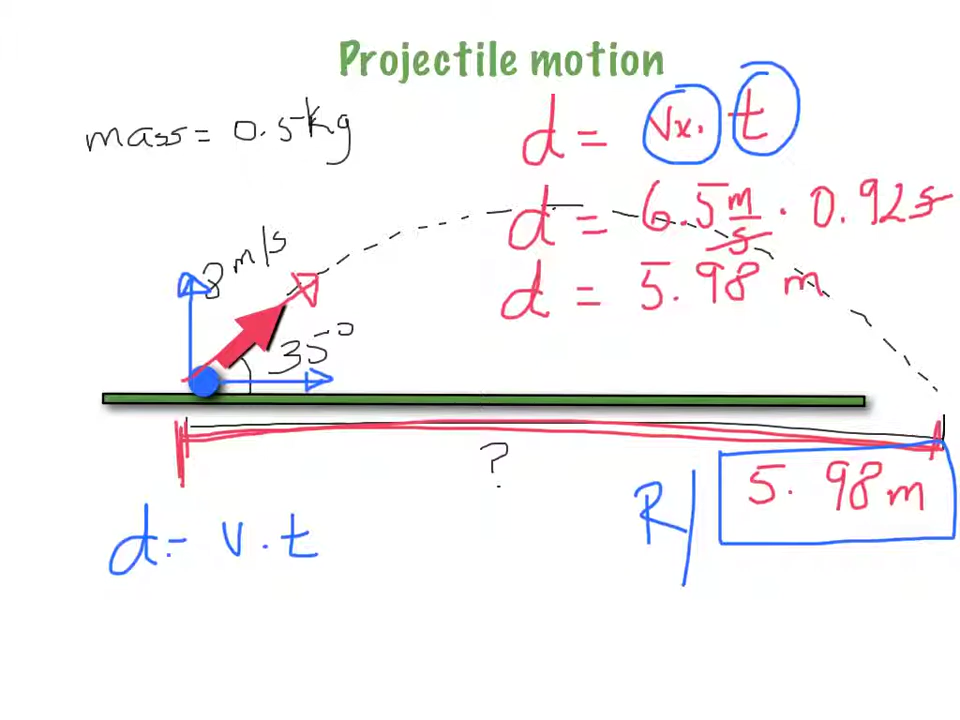 Projectile motion
mass = 0.5 kg
d = Vx. t
d = 6.5 m/s · 0.92 s
d = 5.98 m
8 m/s
35°
?
R/ 5.98 m
d = v.t